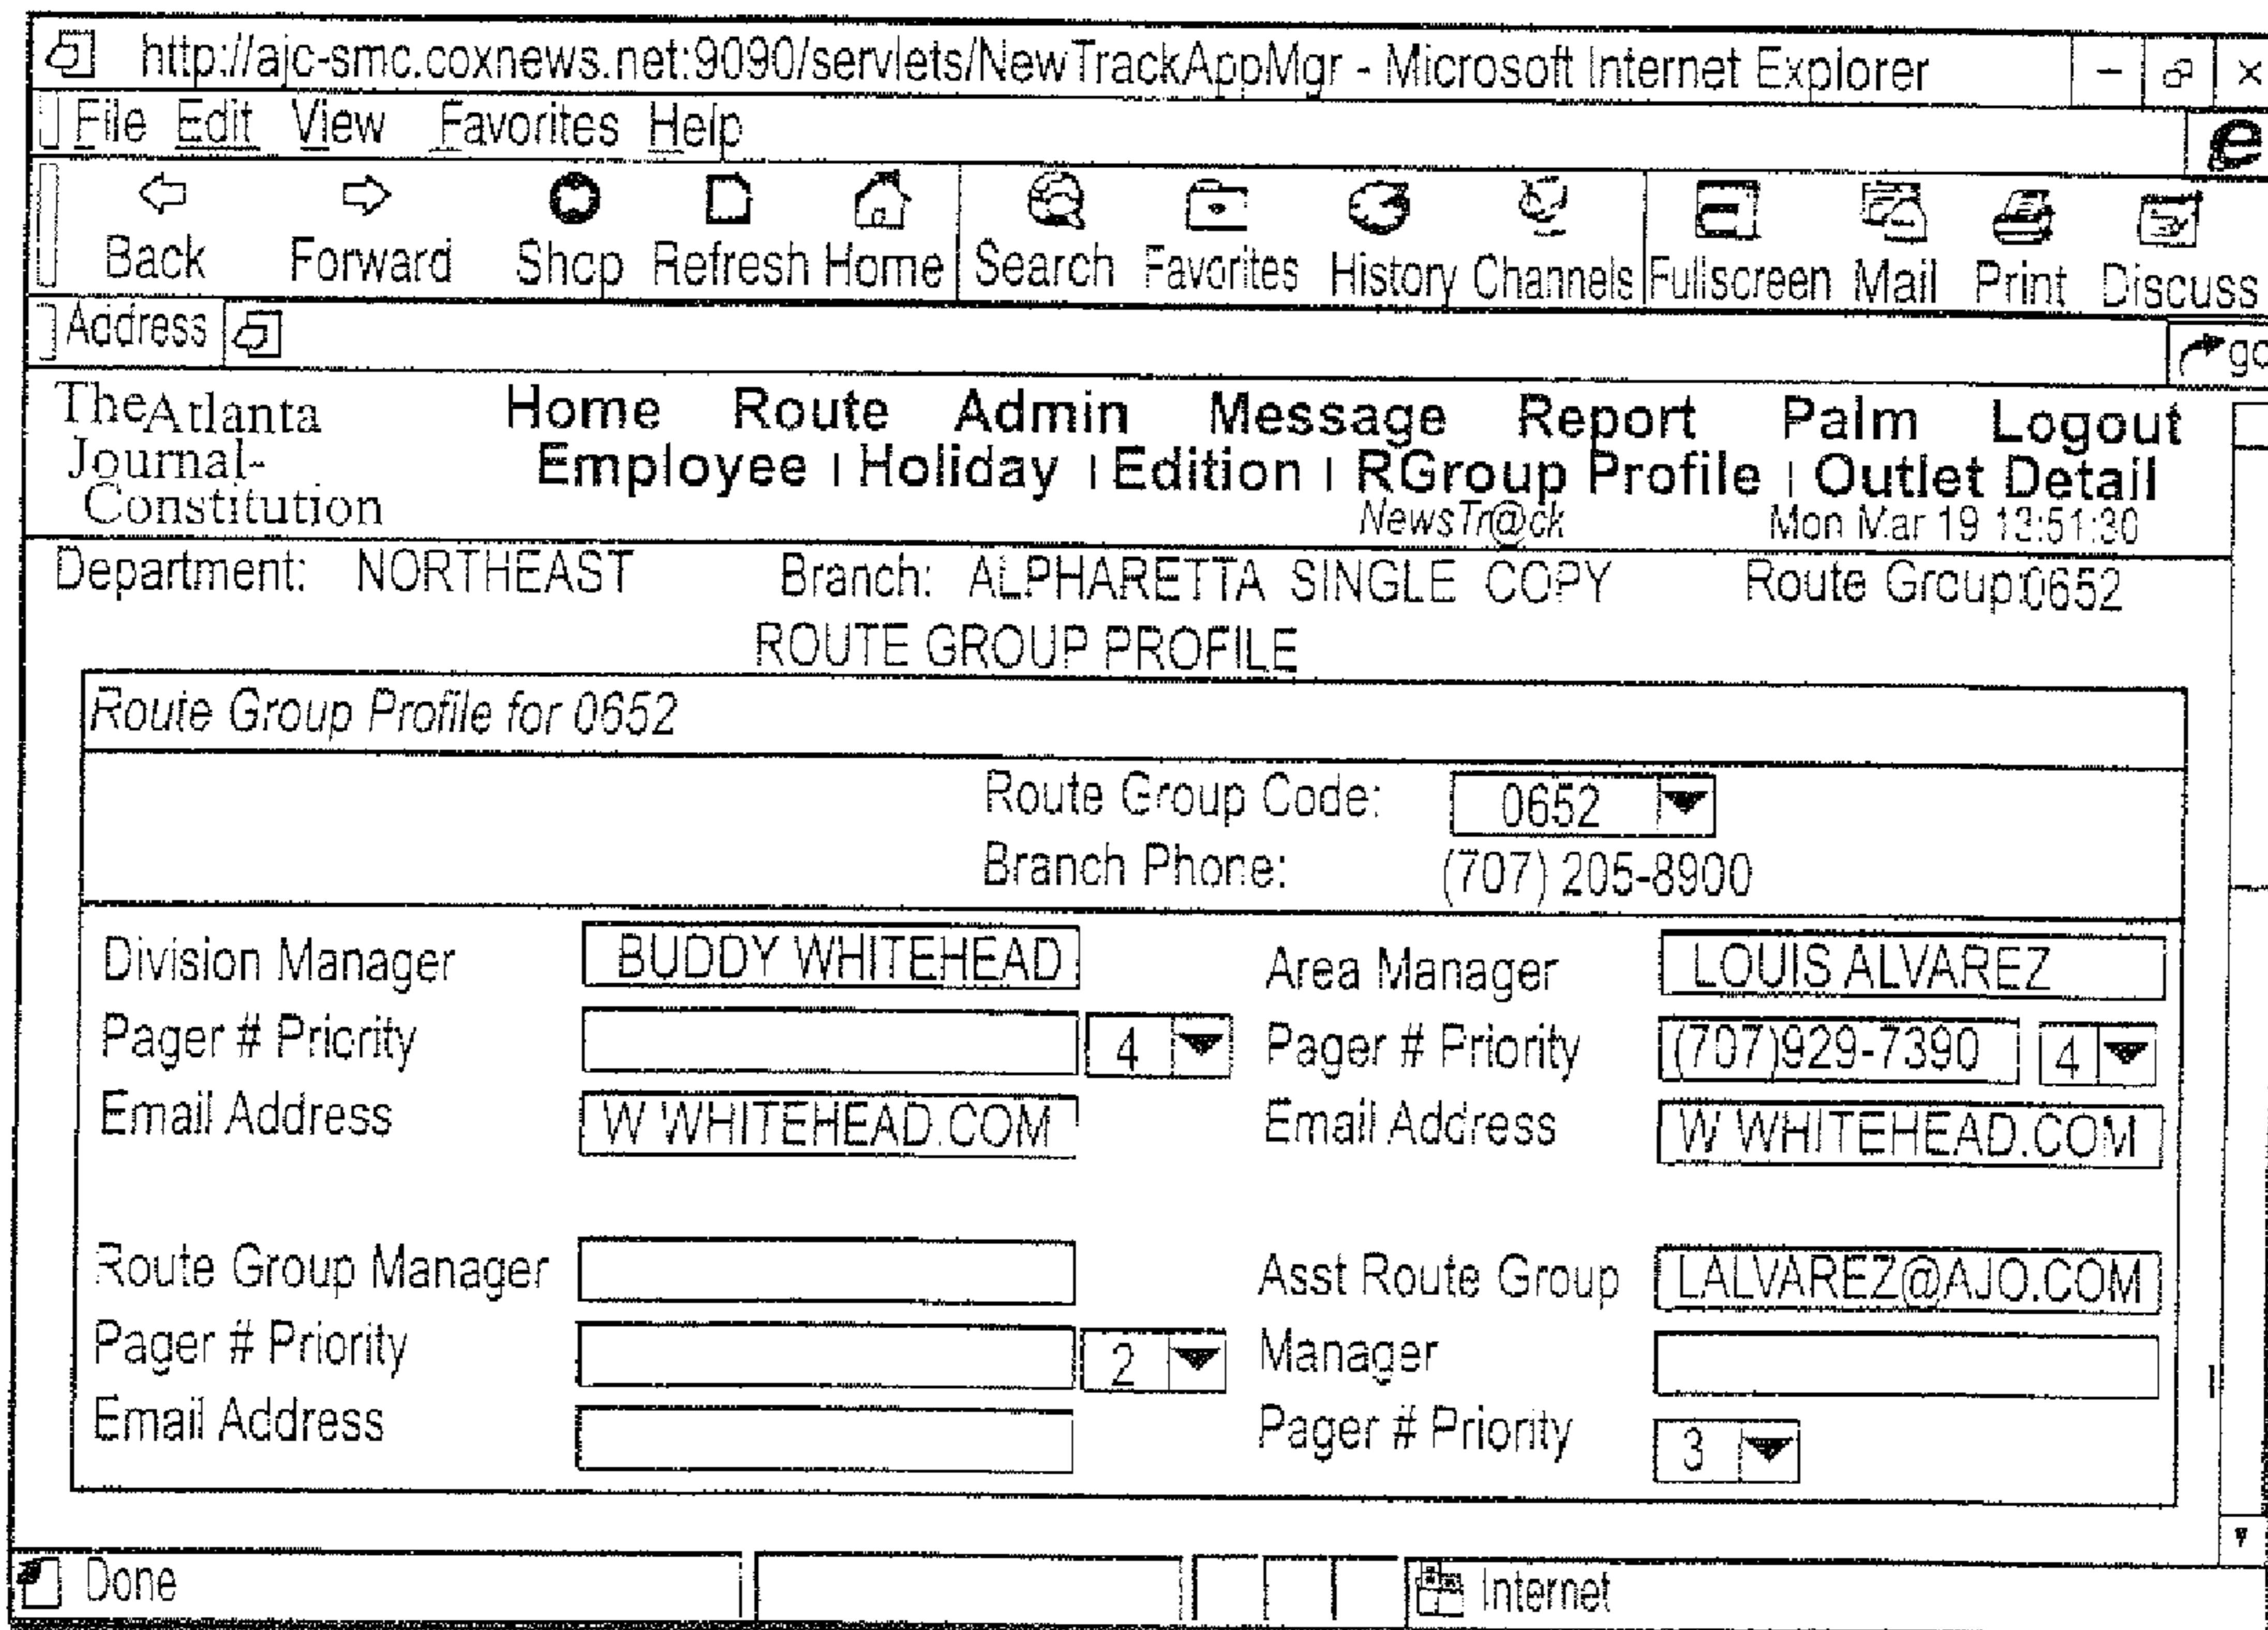 http://ajc-smc.coxnews.net:9090/servlets/NewTrackAppMgr - Microsoft Internet Explorer
File Edit View Favorites Help
Back Forward Shop Refresh Home Search Favorites History Channels Fullscreen Mail Print Discuss
Address go
The Atlanta
Journal-
Constitution
Home Route Admin Message Report Palm Logout
Employee | Holiday | Edition | RGroup Profile | Outlet Detail
NewsTr@ck Mon Mar 19 13:51:30
Department: NORTHEAST Branch: ALPHARETTA SINGLE COPY Route Group:0652
ROUTE GROUP PROFILE
Route Group Profile for 0652
Route Group Code: 0652
Branch Phone: (707) 205-8900
Division Manager BUDDY WHITEHEAD Area Manager LOUIS ALVAREZ
Pager # Priority 4 Pager # Priority (707)929-7390 4
Email Address W WHITEHEAD.COM Email Address W WHITEHEAD.COM
Route Group Manager Asst Route Group LALVAREZ@AJO.COM
Pager # Priority 2 Manager
Email Address Pager # Priority 3
Done Internet